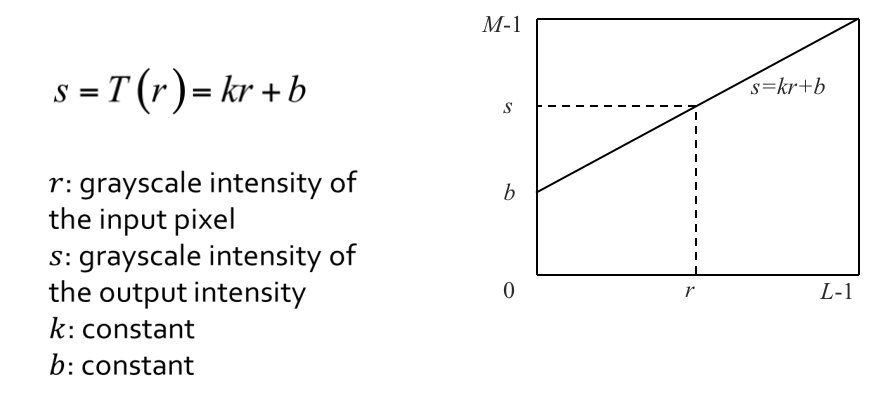 s = T(r) = kr + b
r: grayscale intensity of
the input pixel
s: grayscale intensity of
the output intensity
k: constant
b: constant
M-1
s=kr+b
s
b
0
r
L-1